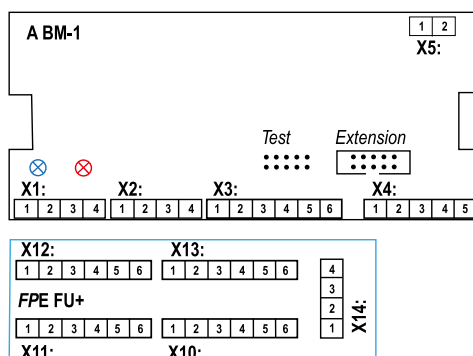 A BM-1
1 2
X5:
Test Extension
X1: X2: X3: X4:
1 2 3 4 1 2 3 4 1 2 3 4 5 6 1 2 3 4 5
X12: X13:
1 2 3 4 5 6 1 2 3 4 5 6
4
3
2
1
X14:
FPE FU+
1 2 3 4 5 6 1 2 3 4 5 6
X11: X10: